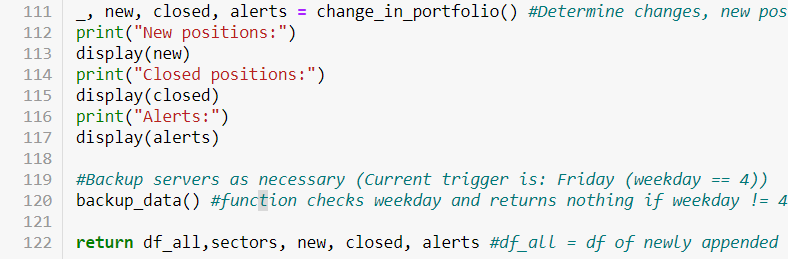 111 _, new, closed, alerts = change_in_portfolio() #Determine changes, new pos
112 print("New positions:")
113 display(new)
114 print("Closed positions:")
115 display(closed)
116 print("Alerts:")
117 display(alerts)
118
119 #Backup servers as necessary (Current trigger is: Friday (weekday == 4))
120 backup_data() #function checks weekday and returns nothing if weekday != 4
121
122 return df_all,sectors, new, closed, alerts #df_all = df of newly appended